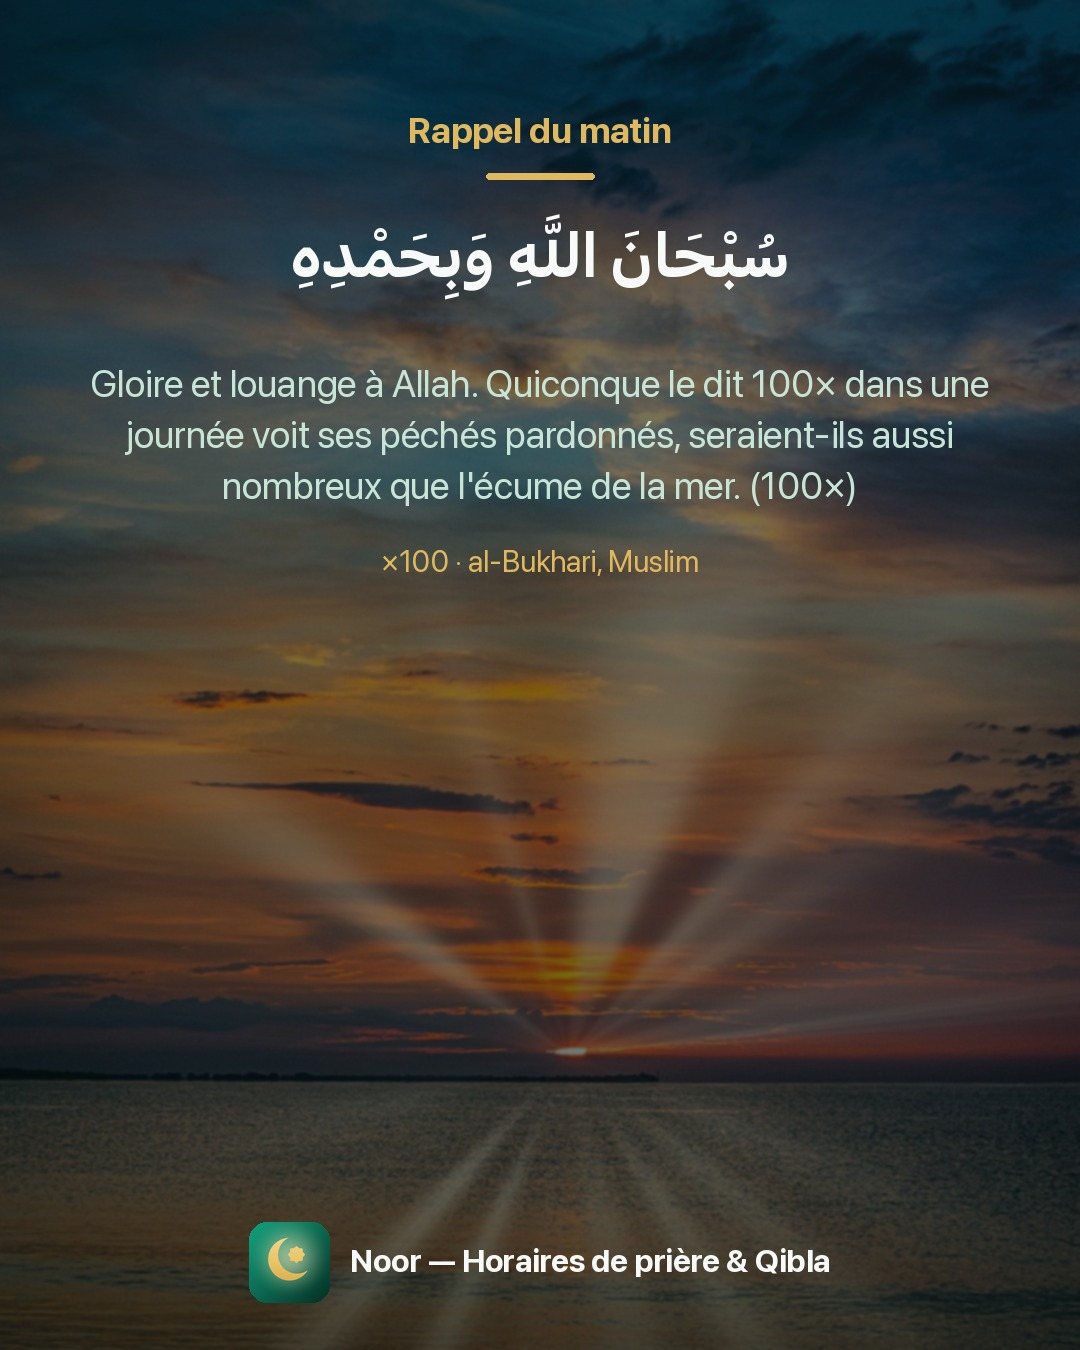 Rappel du matin
سُبْحَانَ اللَّهِ وَبِحَمْدِهِ
Gloire et louange à Allah. Quiconque le dit 100× dans une
journée voit ses péchés pardonnés, seraient-ils aussi
nombreux que l'écume de la mer. (100×)
×100 · al-Bukhari, Muslim
Noor — Horaires de prière & Qibla